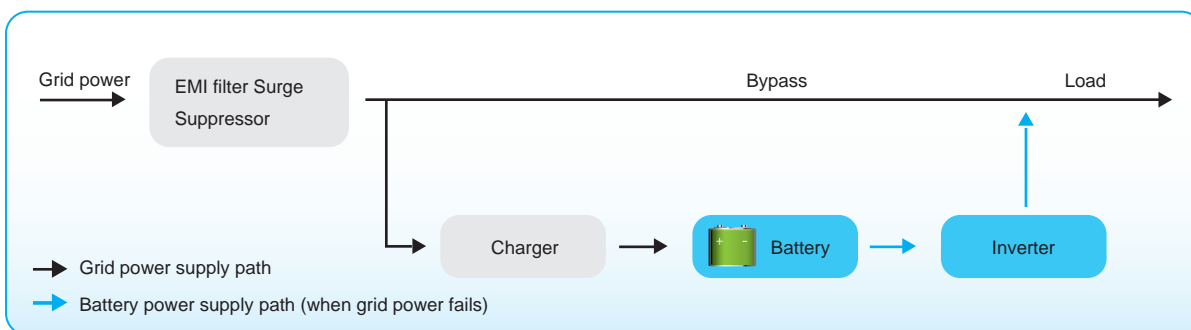 Grid power
EMI filter Surge
Suppressor
Bypass
Load
Charger
+ -
Battery
Inverter
Grid power supply path
Battery power supply path (when grid power fails)